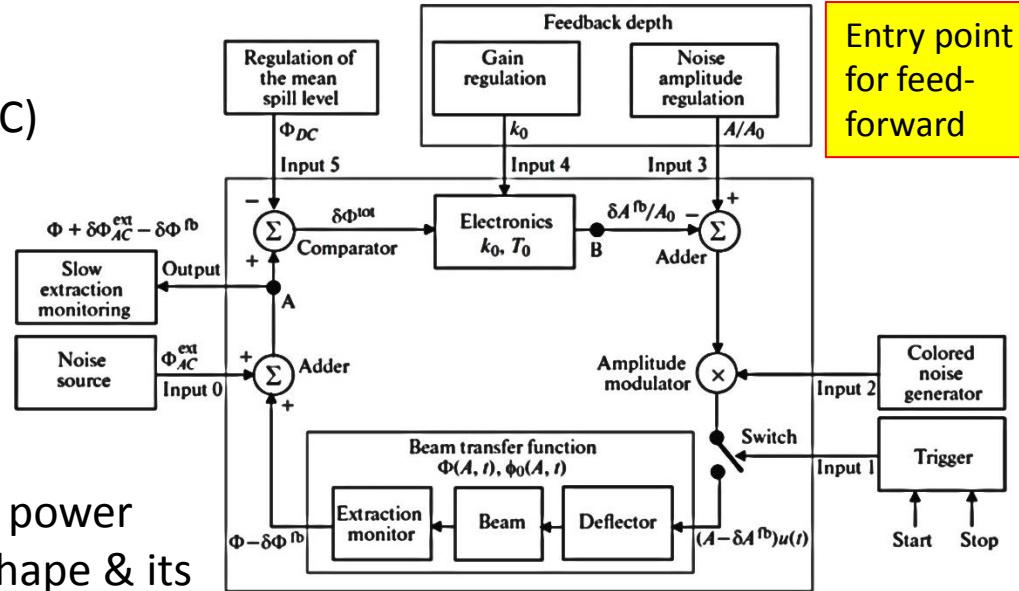 Feedback depth
Entry point
for feed-
forward
Regulation of
the mean
spill level
Gain
regulation
Noise
amplitude
regulation
C)
Φ_DC
k₀
A/A₀
Input 5
Input 4
Input 3
−
+
Φ + δΦ_AC^ext − δΦ^fb
Σ
δΦ^tot
Comparator
Electronics
k₀, T₀
B
δA^fb/A₀
−
Σ
Adder
+
Slow
extraction
monitoring
Output
A
Noise
source
Φ_AC^ext
Input 0
+
Σ
Adder
+
Amplitude
modulator
×
Input 2
Colored
noise
generator
Switch
Input 1
Trigger
Start
Stop
Beam transfer function
Φ(A, t), ϕ₀(A, t)
Extraction
monitor
Beam
Deflector
Φ−δΦ^fb
(A−δA^fb)u(t)
power
hape & its